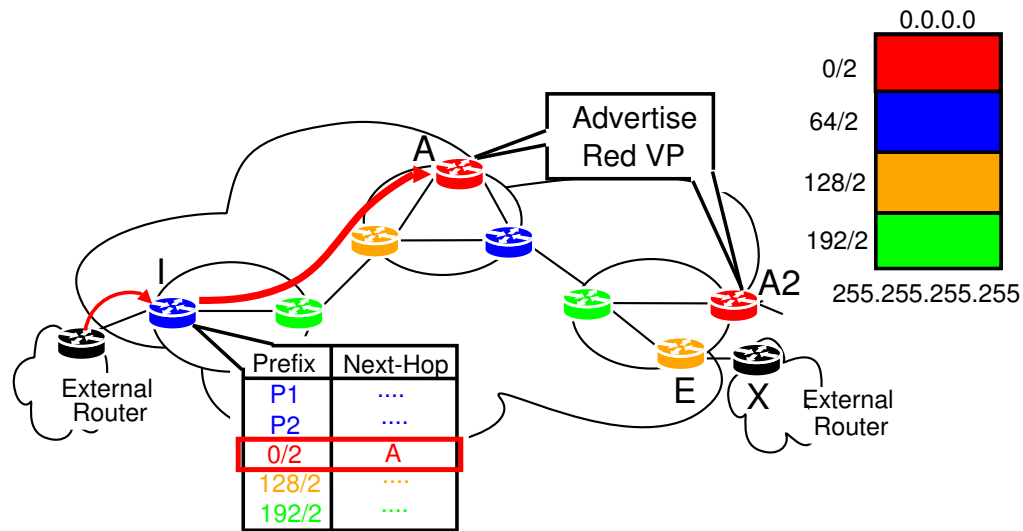 0.0.0.0
0/2
64/2
128/2
192/2
255.255.255.255
Advertise
Red VP
A
I
A2
E
X
External
Router
External
Router
Prefix Next-Hop
P1 ....
P2 ....
0/2 A
128/2 ....
192/2 ....